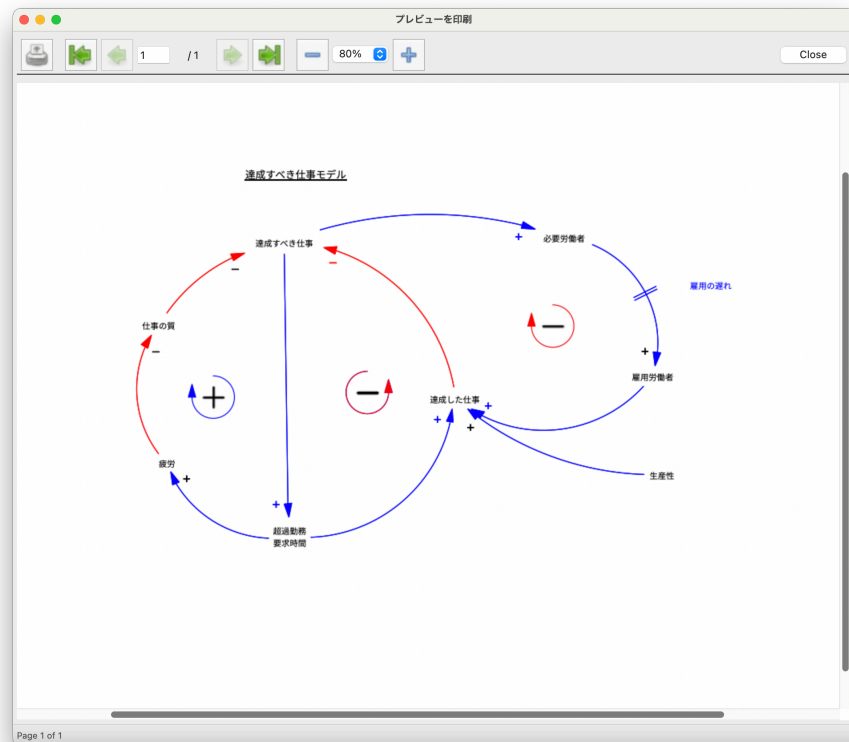 プレビューを印刷
1
/ 1
80%
Close
達成すべき仕事モデル
達成すべき仕事
必要労働者
+
−
−
雇用の遅れ
仕事の質
−
−
+
雇用労働者
+
−
達成した仕事
+
+
+
疲労
+
生産性
+
超過勤務
要求時間
Page 1 of 1